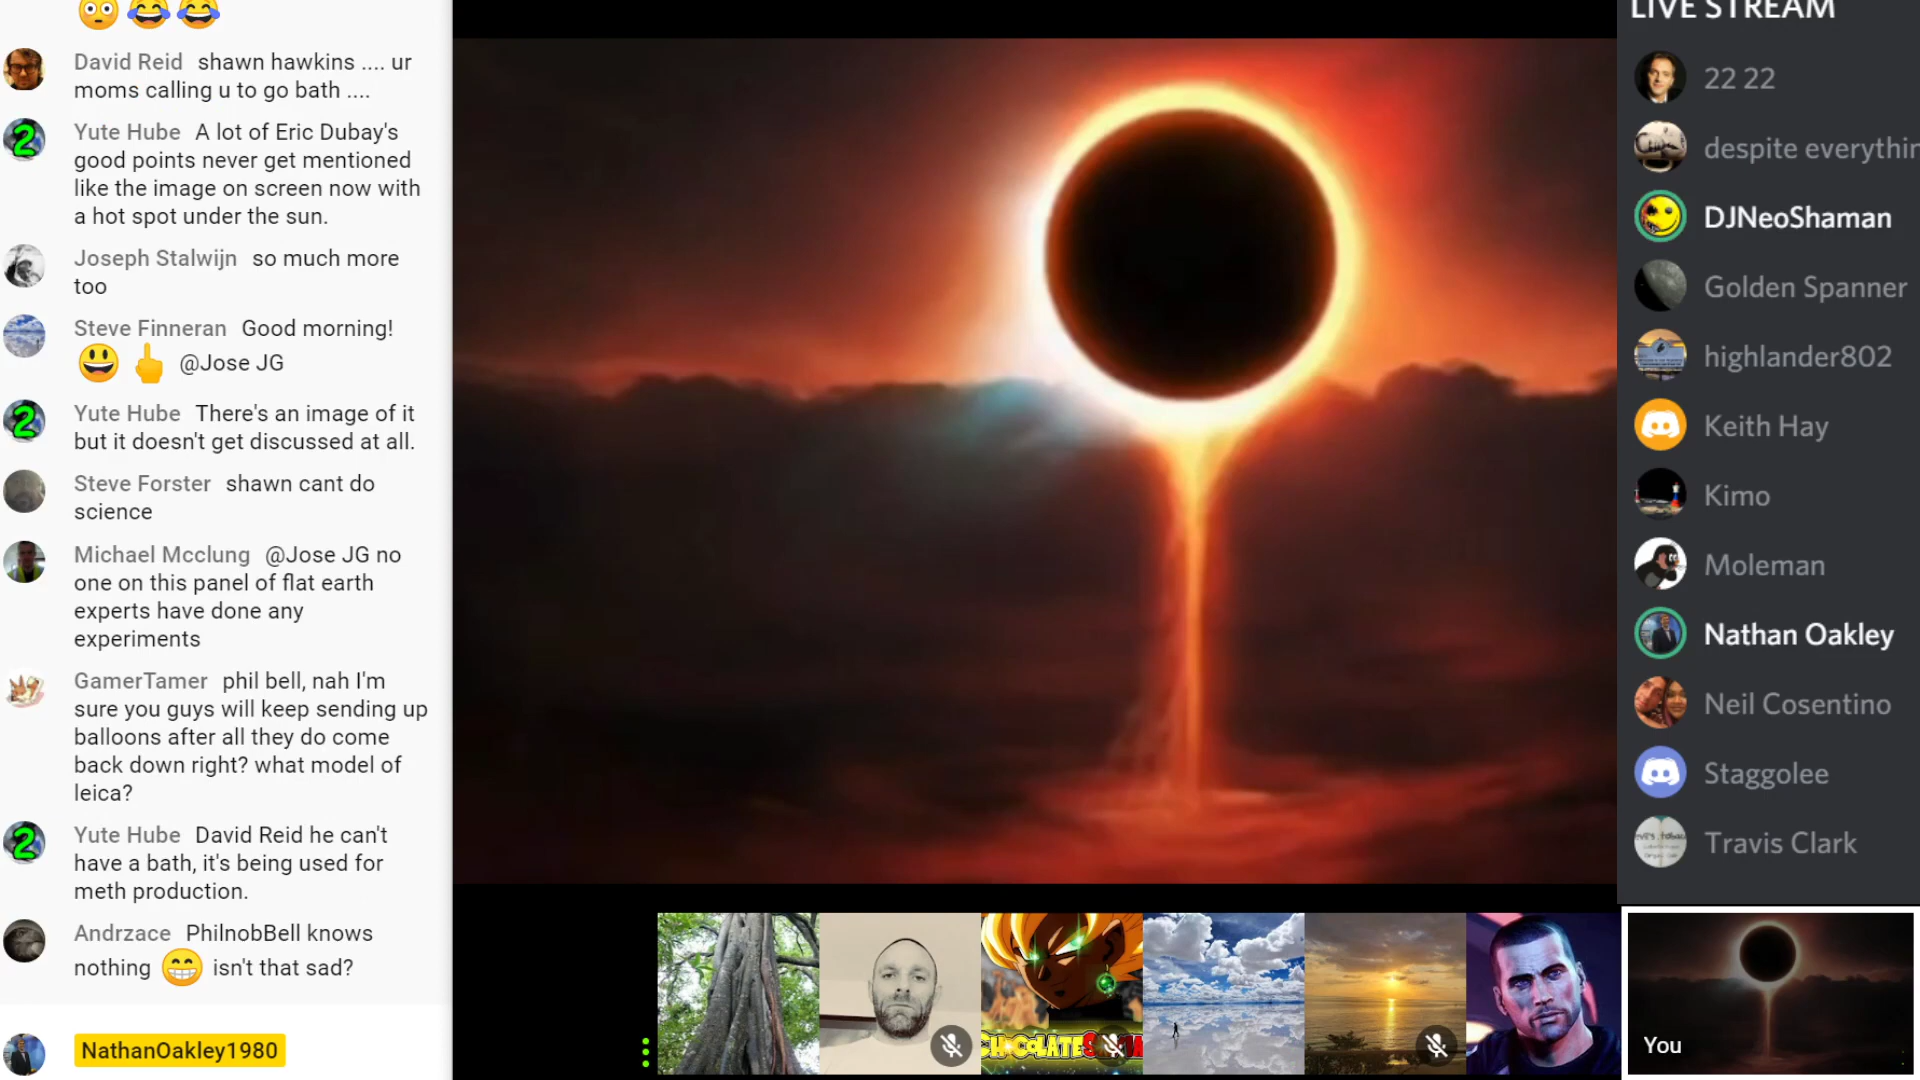 David Reid shawn hawkins .... ur
moms calling u to go bath ....
Yute Hube A lot of Eric Dubay's
good points never get mentioned
like the image on screen now with
a hot spot under the sun.
Joseph Stalwijn so much more
too
Steve Finneran Good morning!
@Jose JG
Yute Hube There's an image of it
but it doesn't get discussed at all.
Steve Forster shawn cant do
science
Michael Mcclung @Jose JG no
one on this panel of flat earth
experts have done any
experiments
GamerTamer phil bell, nah I'm
sure you guys will keep sending up
balloons after all they do come
back down right? what model of
leica?
Yute Hube David Reid he can't
have a bath, it's being used for
meth production.
Andrzace PhilnobBell knows
nothing 😁 isn't that sad?
NathanOakley1980
LIVE STREAM
22 22
despite everythin
DJNeoShaman
Golden Spanner
highlander802
Keith Hay
Kimo
Moleman
Nathan Oakley
Neil Cosentino
Staggolee
Travis Clark
You